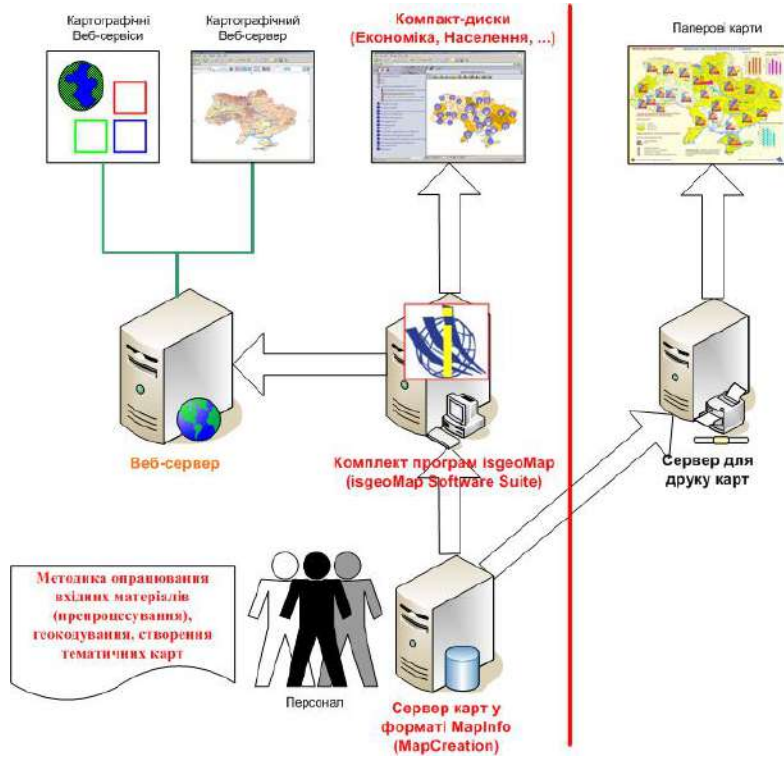 Картографічні
Веб-сервіси
Картографічний
Веб-сервер
Компакт-диски
(Економіка, Населення, ...)
Паперові карти
Веб-сервер
Комплект програм isgeoMap
(isgeoMap Software Suite)
Сервер для
друку карт
Методика опрацювання
вхідних матеріалів
(препроцесування),
геокодування, створення
тематичних карт
Персонал
Сервер карт у
форматі MapInfo
(MapCreation)